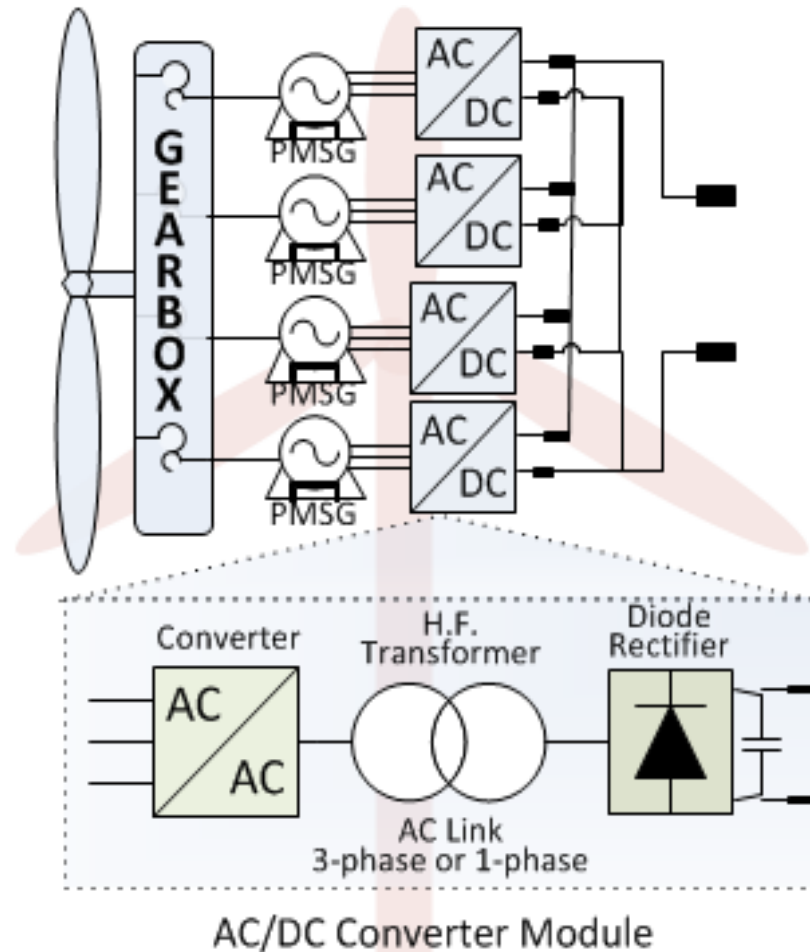 GEARBOX
AC
DC
PMSG
AC
DC
PMSG
AC
DC
PMSG
AC
DC
PMSG
Converter
H.F.
Transformer
Diode
Rectifier
AC
AC
AC Link
3-phase or 1-phase
AC/DC Converter Module